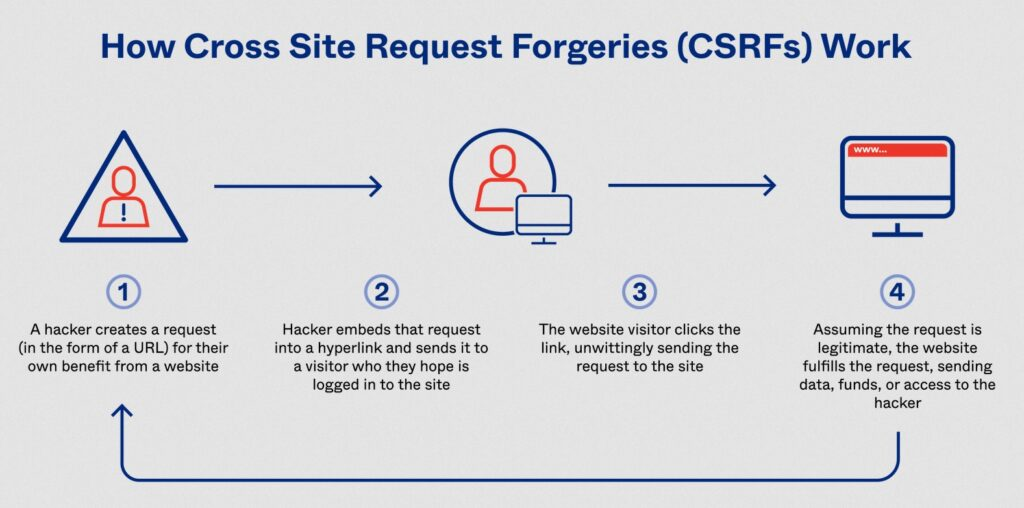 How Cross Site Request Forgeries (CSRFs) Work
www...
1
A hacker creates a request
(in the form of a URL) for their
own benefit from a website
2
Hacker embeds that request
into a hyperlink and sends it to
a visitor who they hope is
logged in to the site
3
The website visitor clicks the
link, unwittingly sending the
request to the site
4
Assuming the request is
legitimate, the website
fulfills the request, sending
data, funds, or access to the
hacker